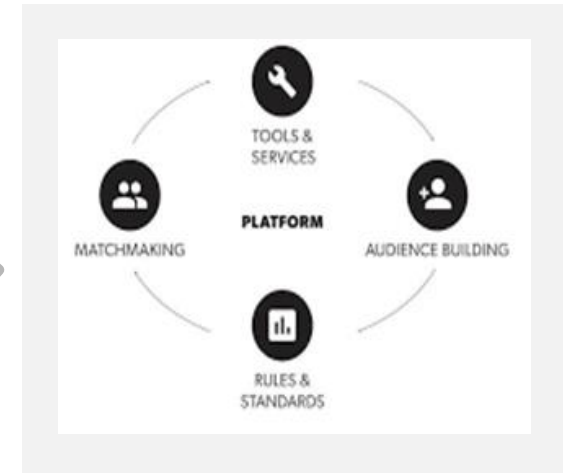 TOOLS &
SERVICES
MATCHMAKING
PLATFORM
AUDIENCE BUILDING
RULES &
STANDARDS